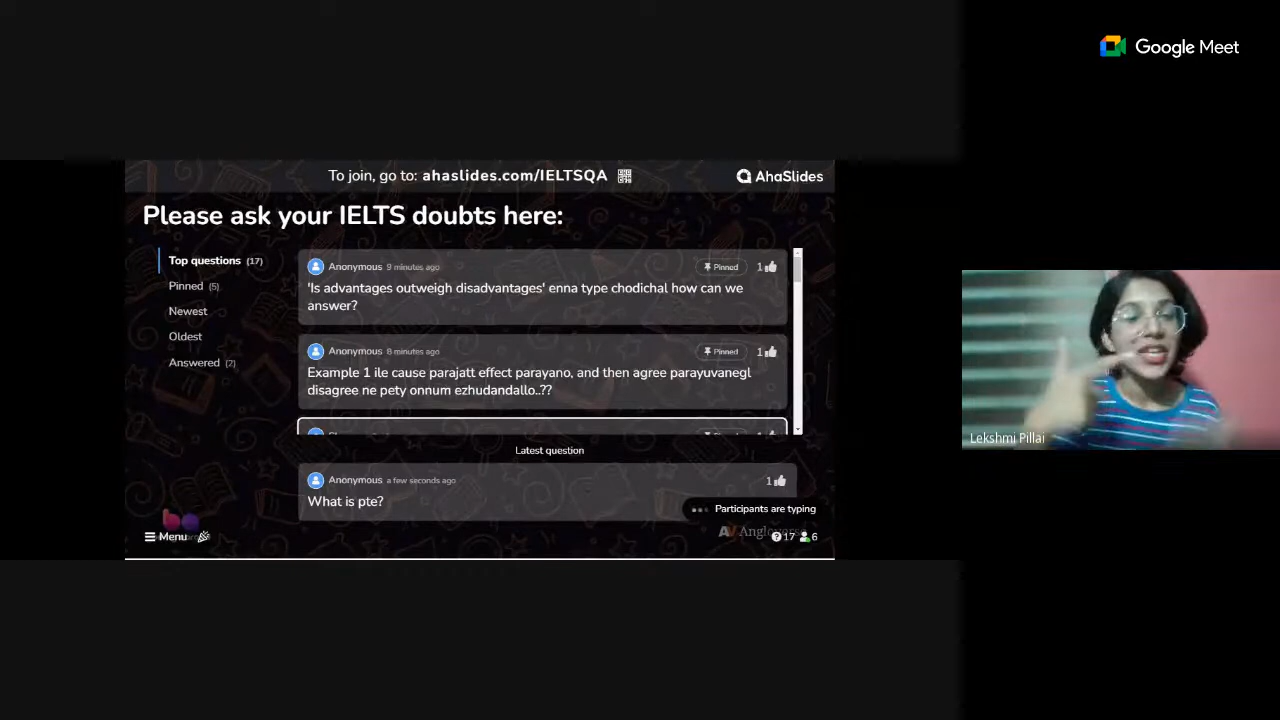 Google Meet
To join, go to: ahaslides.com/IELTSQA
AhaSlides
Please ask your IELTS doubts here:
Top questions (17)
Pinned (5)
Newest
Oldest
Answered (7)
Anonymous 9 minutes ago
Pinned 1
'Is advantages outweigh disadvantages' enna type chodichal how can we
answer?
Anonymous 8 minutes ago
Pinned 1
Example 1 ile cause parajatt effect parayano, and then agree parayuvanegl
disagree ne pety onnum ezhudandallo..??
Latest question
Anonymous a few seconds ago
1
What is pte?
Participants are typing
Menu
17 6
Lekshmi Pillai